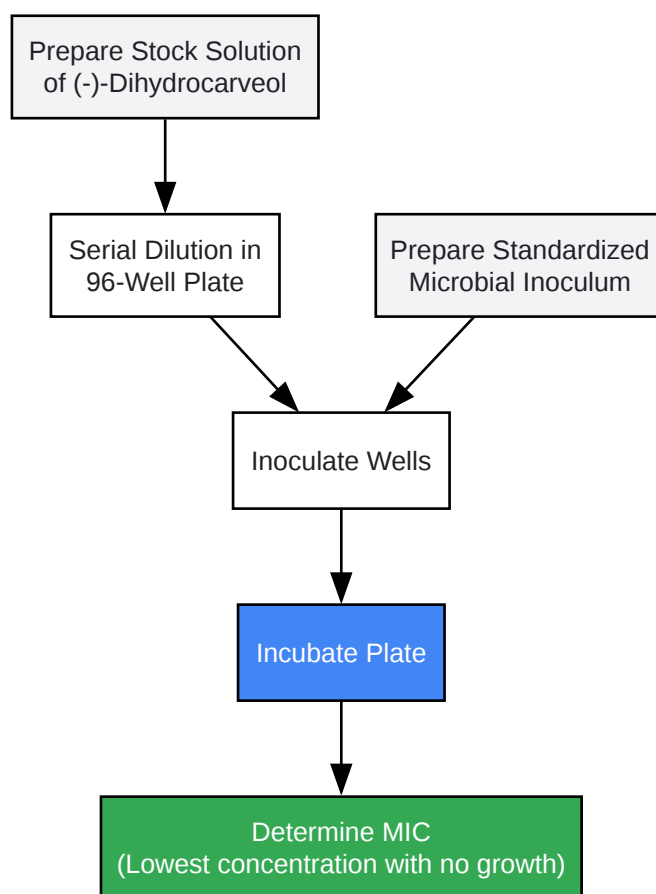 Prepare Stock Solution
of (-)-Dihydrocarveol
Serial Dilution in
96-Well Plate
Prepare Standardized
Microbial Inoculum
Inoculate Wells
Incubate Plate
Determine MIC
(Lowest concentration with no growth)